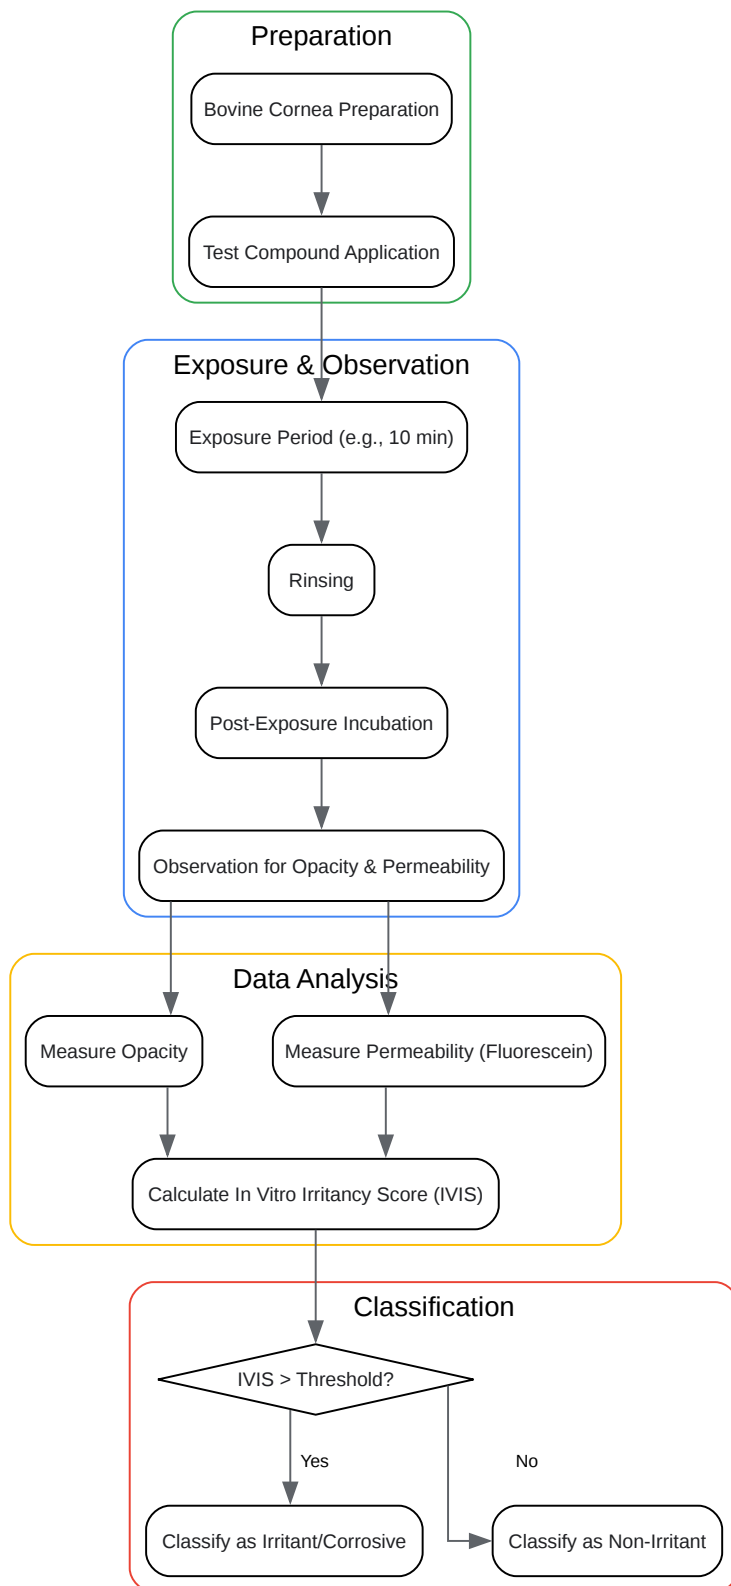 Preparation
Bovine Cornea Preparation
Test Compound Application
Exposure & Observation
Exposure Period (e.g., 10 min)
Rinsing
Post-Exposure Incubation
Observation for Opacity & Permeability
Data Analysis
Measure Opacity
Measure Permeability (Fluorescein)
Calculate In Vitro Irritancy Score (IVIS)
Classification
IVIS > Threshold?
Yes
No
Classify as Irritant/Corrosive
Classify as Non-Irritant